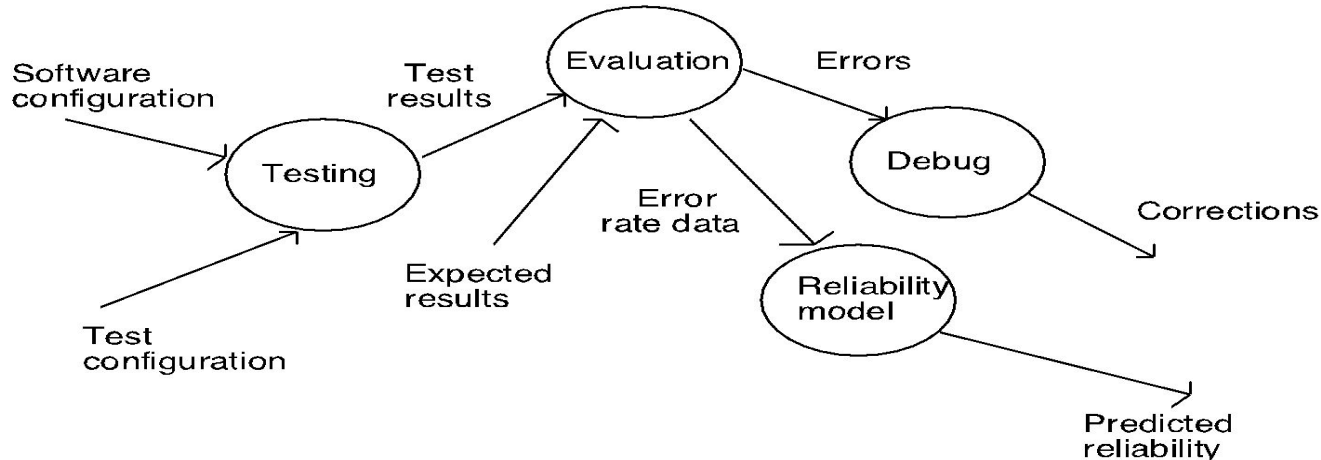 Software
configuration
Test
results
Evaluation
Errors
Testing
Debug
Error
rate data
Corrections
Expected
results
Reliability
model
Test
configuration
Predicted
reliability